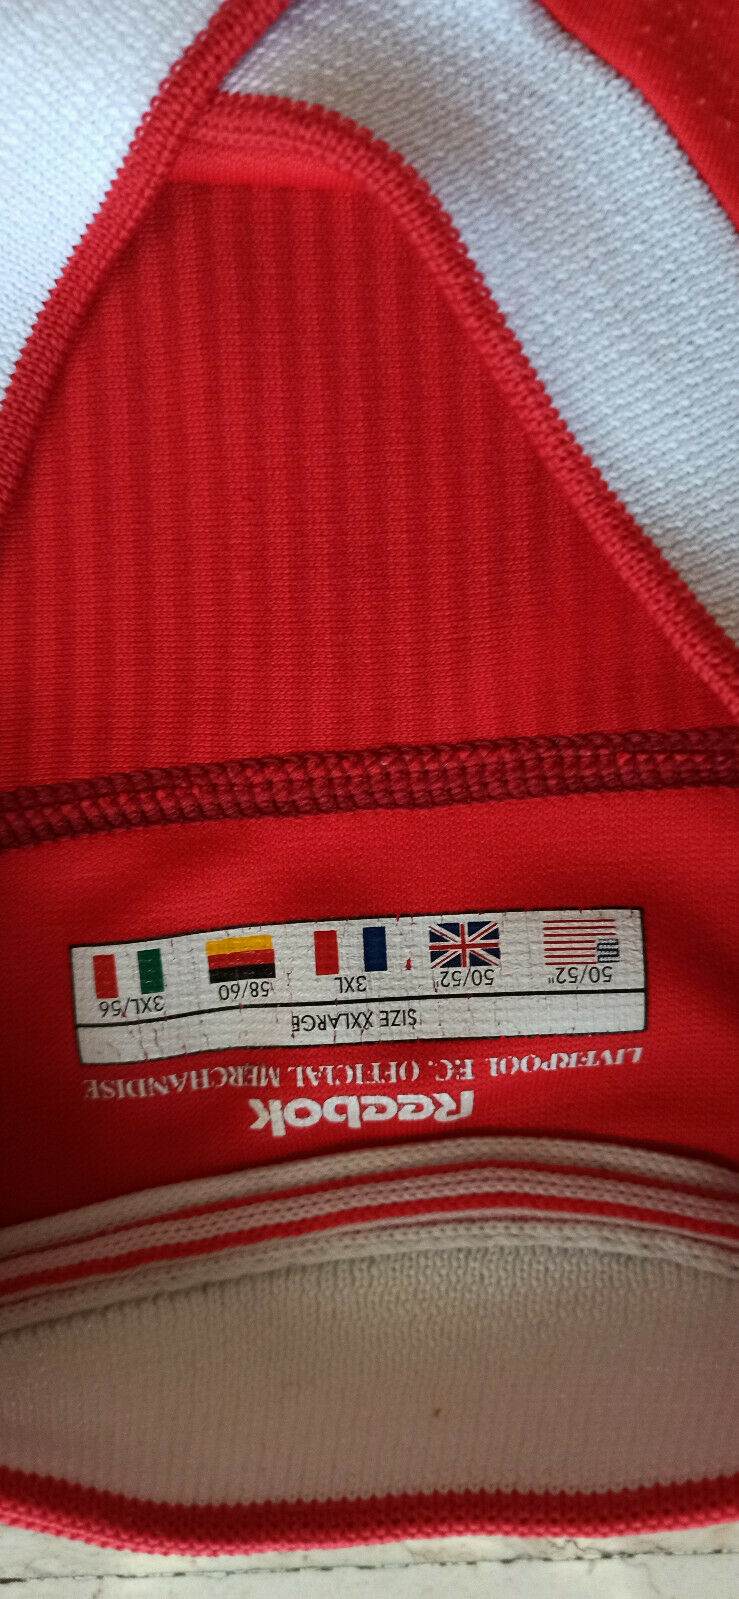 Reebok
LIVERPOOL F.C. OFFICIAL MERCHANDISE
SIZE XXLARGE
50/52" 50/52" 3XL 58/60 3XL/56